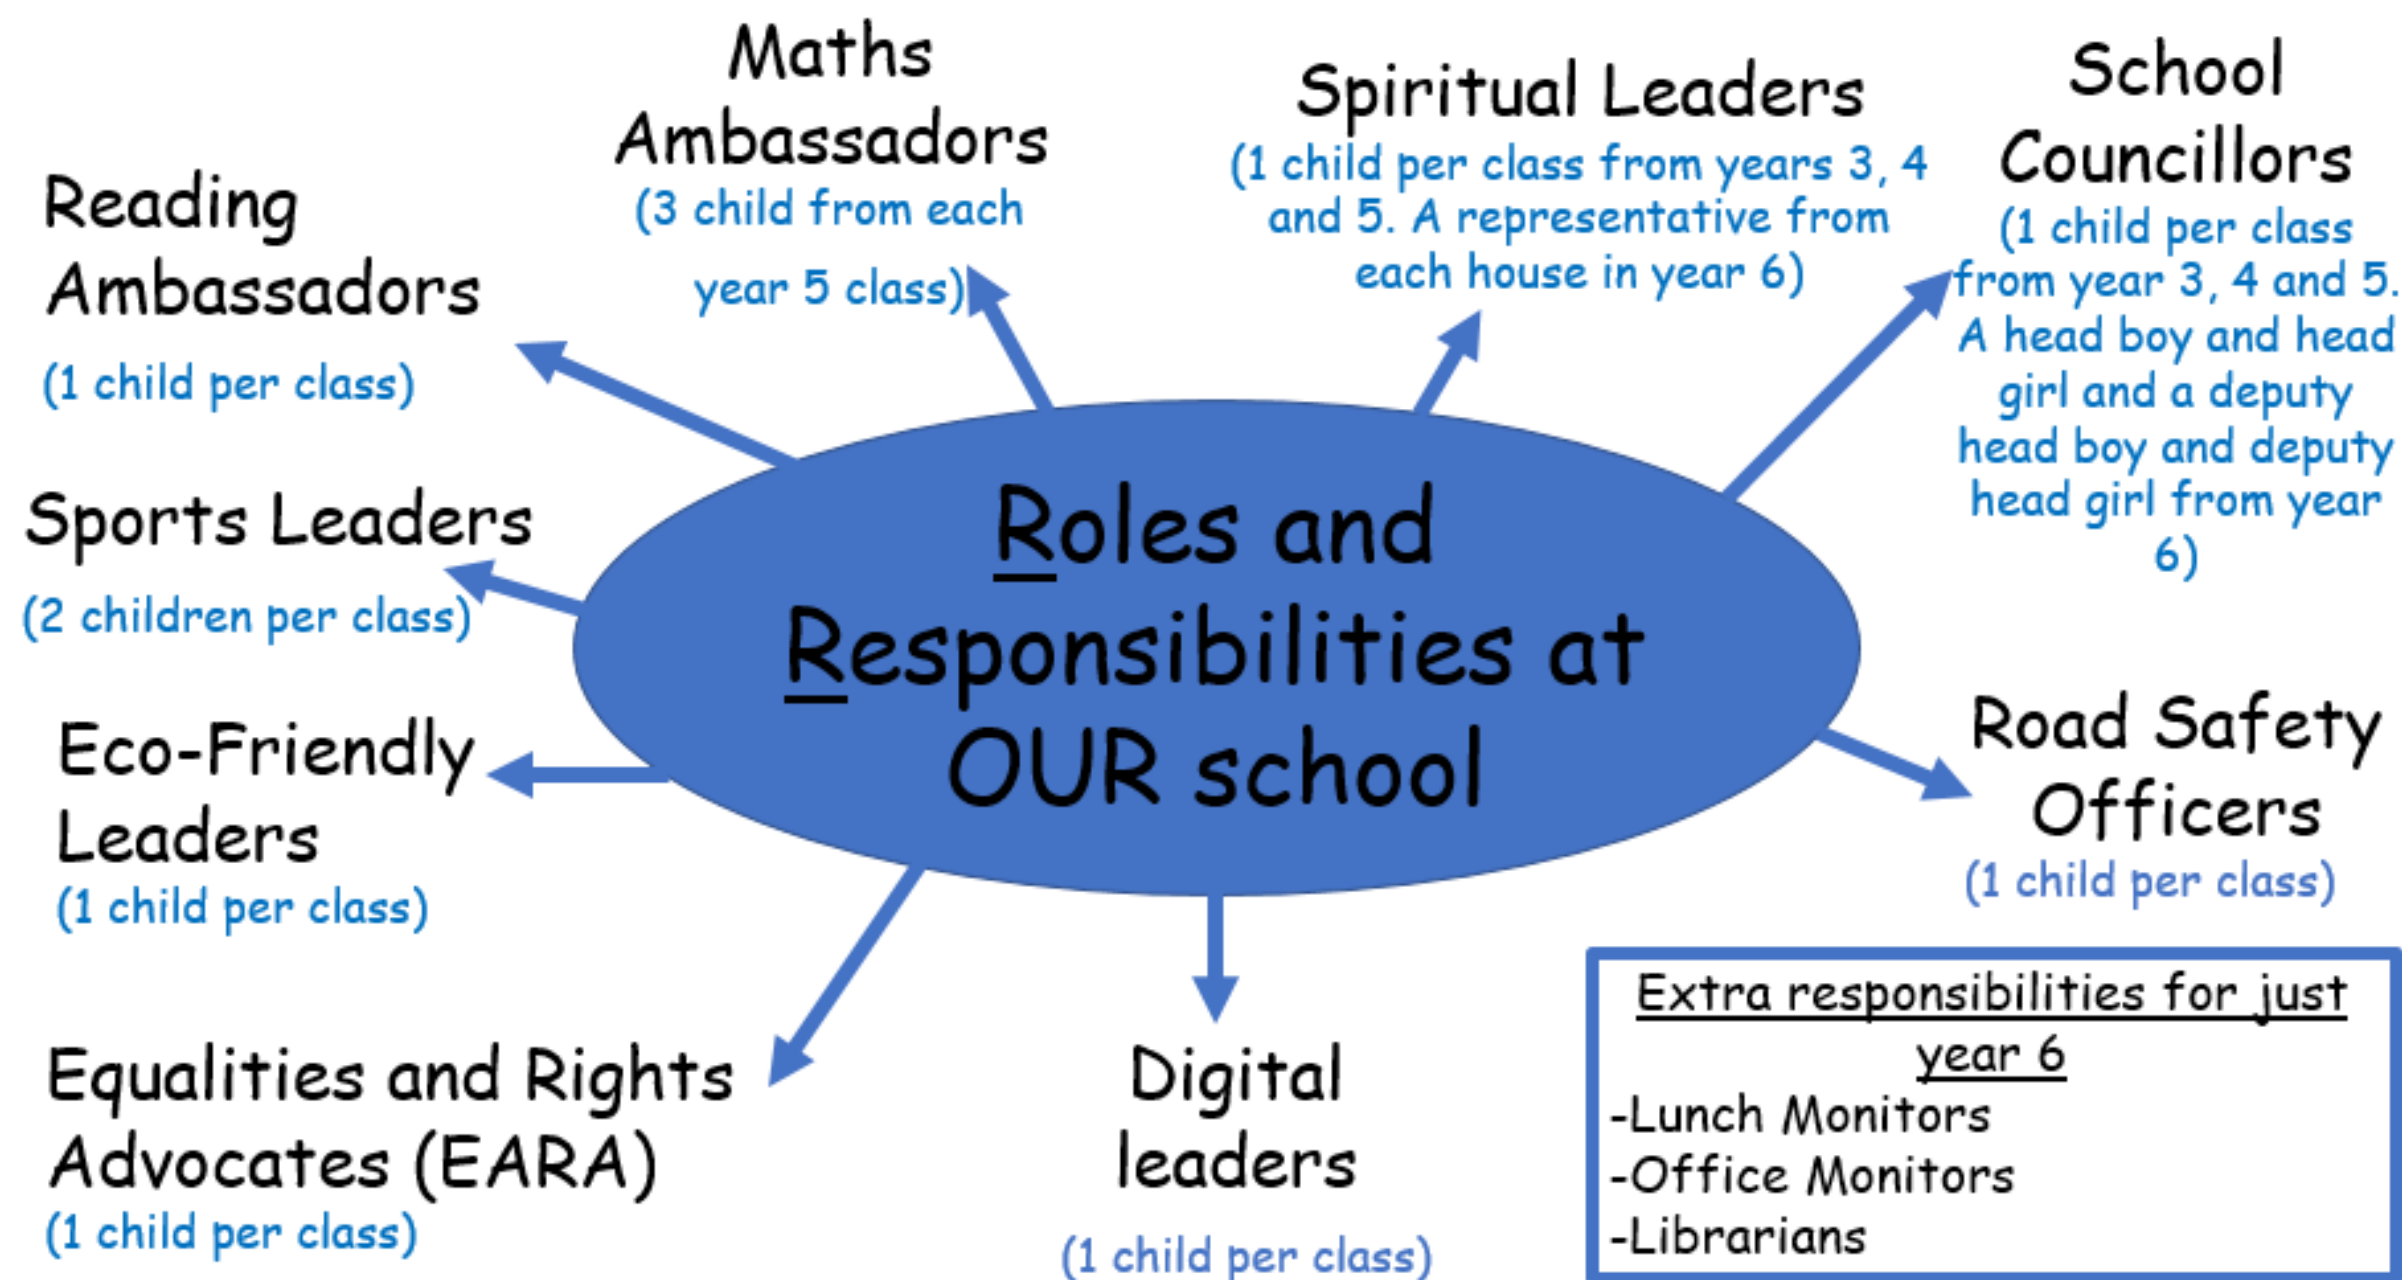 Maths
Ambassadors
(3 child from each
year 5 class)
Spiritual Leaders
(1 child per class from years 3, 4
and 5. A representative from
each house in year 6)
School
Councillors
(1 child per class
from year 3, 4 and 5.
A head boy and head
girl and a deputy
head boy and deputy
head girl from year
6)
Reading
Ambassadors
(1 child per class)
Sports Leaders
(2 children per class)
Roles and
Responsibilities at
OUR school
Eco-Friendly
Leaders
(1 child per class)
Road Safety
Officers
(1 child per class)
Equalities and Rights
Advocates (EARA)
(1 child per class)
Digital
leaders
(1 child per class)
Extra responsibilities for just
year 6
-Lunch Monitors
-Office Monitors
-Librarians